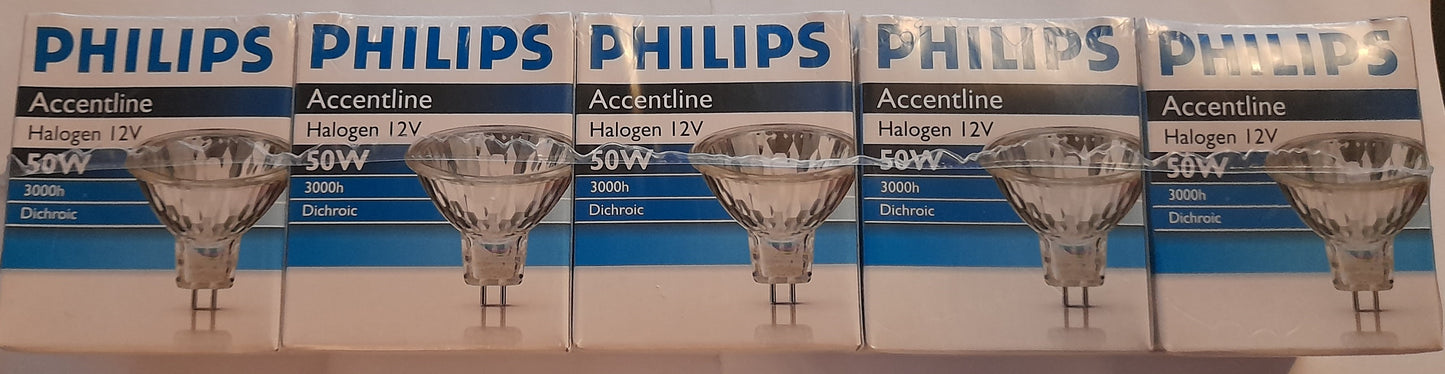 PHILIPS
Accentline
Halogen 12V
50W
3000h
Dichroic
PHILIPS
Accentline
Halogen 12V
50W
3000h
Dichroic
PHILIPS
Accentline
Halogen 12V
50W
3000h
Dichroic
PHILIPS
Accentline
Halogen 12V
50W
3000h
Dichroic
PHILIPS
Accentline
Halogen 12V
50W
3000h
Dichroic